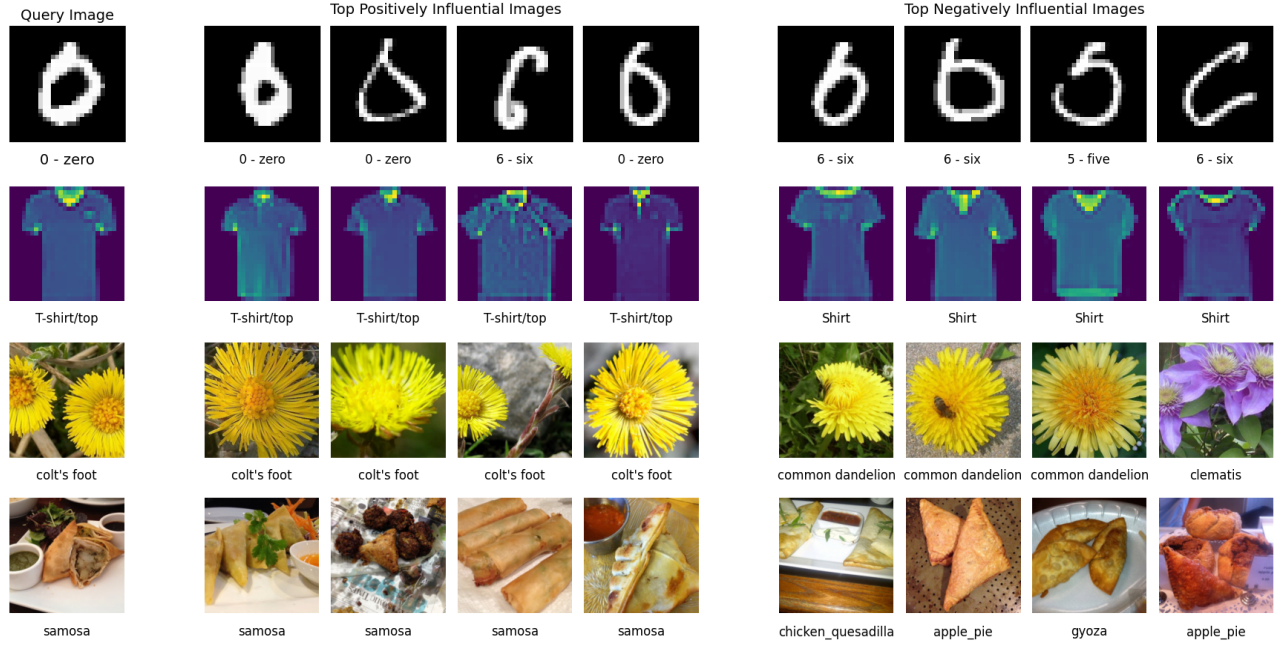 Query Image
Top Positively Influential Images
Top Negatively Influential Images
0 - zero
0 - zero
0 - zero
6 - six
0 - zero
6 - six
6 - six
5 - five
6 - six
T-shirt/top
T-shirt/top
T-shirt/top
T-shirt/top
T-shirt/top
Shirt
Shirt
Shirt
Shirt
colt's foot
colt's foot
colt's foot
colt's foot
colt's foot
common dandelion
common dandelion
common dandelion
clematis
samosa
samosa
samosa
samosa
samosa
chicken_quesadilla
apple_pie
gyoza
apple_pie